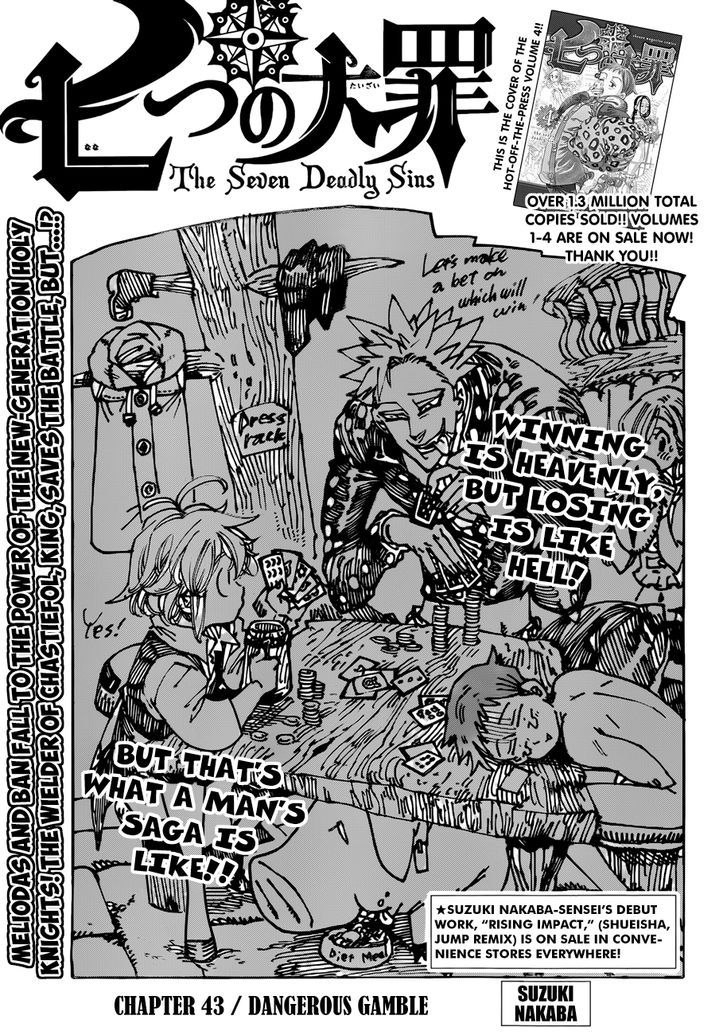 七つの大罪
たいざい
The Seven Deadly Sins
THIS IS THE COVER OF THE
HOT-OFF-THE-PRESS VOLUME 4!!
七つの大罪
OVER 1.3 MILLION TOTAL
COPIES SOLD!! VOLUMES
1-4 ARE ON SALE NOW!
THANK YOU!!
MELIODAS AND BAN FALL TO THE POWER OF THE NEW-GENERATION HOLY
KNIGHTS! THE WIELDER OF CHASTIEFOL, KING, SAVES THE BATTLE, BUT...!?
Let's make
a bet on
which will
win!
Dress
rack
WINNING
IS HEAVENLY,
BUT LOSING
IS LIKE
HELL!
Yes!
BUT THAT'S
WHAT A MAN'S
SAGA IS
LIKE!!
Diet Meal
★SUZUKI NAKABA-SENSEI'S DEBUT
WORK, "RISING IMPACT," (SHUEISHA,
JUMP REMIX) IS ON SALE IN CONVE-
NIENCE STORES EVERYWHERE!
CHAPTER 43 / DANGEROUS GAMBLE
SUZUKI
NAKABA